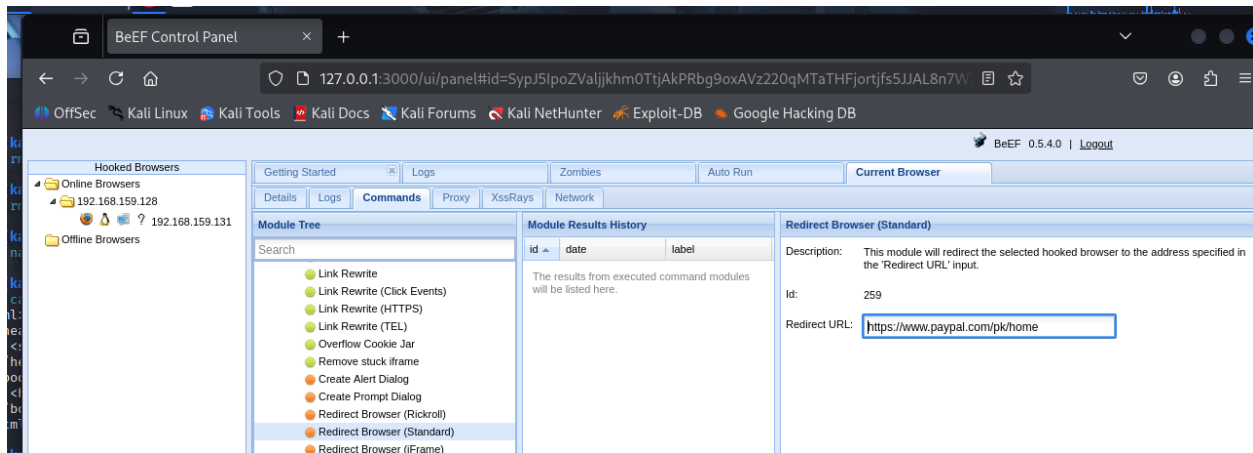 BeEF Control Panel
127.0.0.1:3000/ui/panel#id=SypJ5IpoZValjjkhm0TtjAkPRbg9oxAVz220qMTaTHFjortjfs5JJAL8n7W
OffSec Kali Linux Kali Tools Kali Docs Kali Forums Kali NetHunter Exploit-DB Google Hacking DB
BeEF 0.5.4.0 | Logout
Hooked Browsers
Online Browsers
192.168.159.128
? 192.168.159.131
Offline Browsers
Getting Started Logs Zombies Auto Run Current Browser
Details Logs Commands Proxy XssRays Network
Module Tree
Search
Link Rewrite
Link Rewrite (Click Events)
Link Rewrite (HTTPS)
Link Rewrite (TEL)
Overflow Cookie Jar
Remove stuck iframe
Create Alert Dialog
Create Prompt Dialog
Redirect Browser (Rickroll)
Redirect Browser (Standard)
Redirect Browser (iFrame)
Module Results History
id date label
The results from executed command modules
will be listed here.
Redirect Browser (Standard)
Description: This module will redirect the selected hooked browser to the address specified in
the 'Redirect URL' input.
Id: 259
Redirect URL: https://www.paypal.com/pk/home